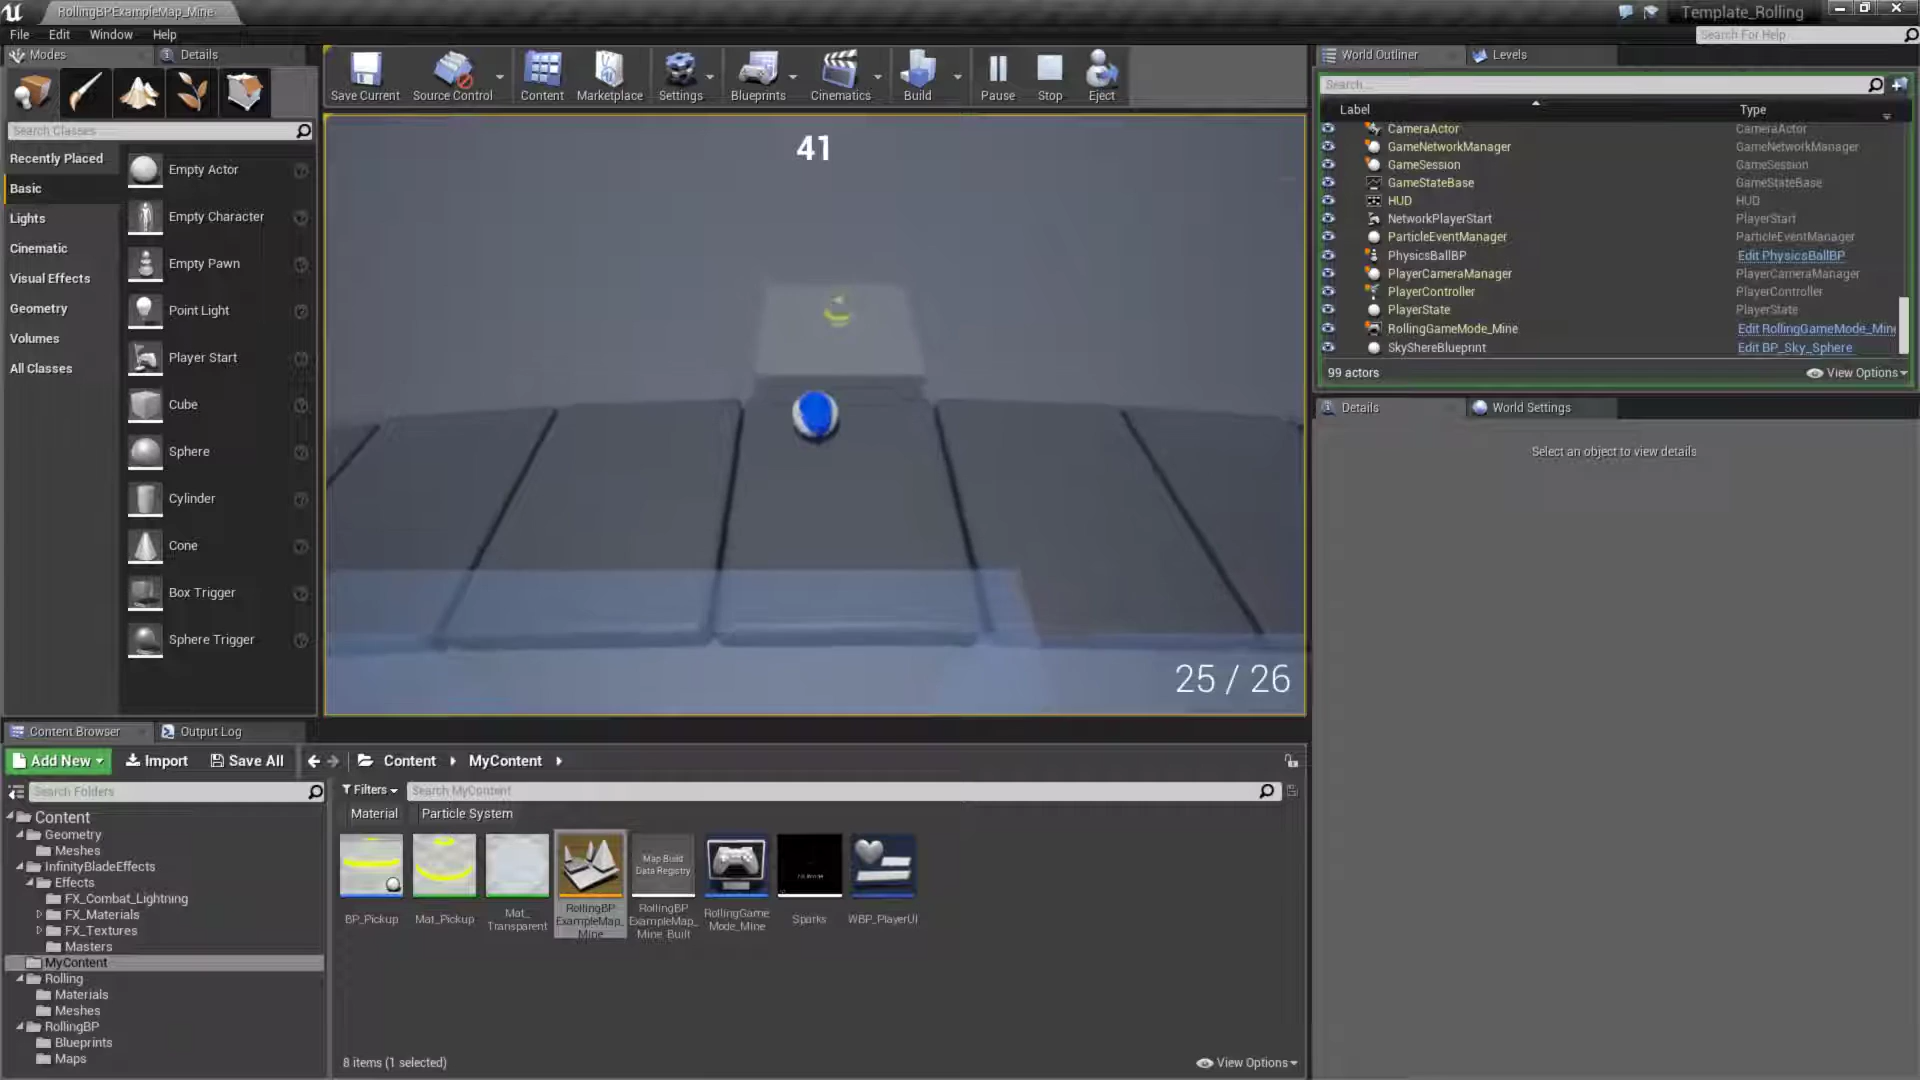 RollingBPExampleMap_Mine
Template_Rolling
File
Edit
Window
Help
Search For Help
Modes
Details
Search Classes
Recently Placed
Basic
Lights
Cinematic
Visual Effects
Geometry
Volumes
All Classes
Empty Actor
Empty Character
Empty Pawn
Point Light
Player Start
Cube
Sphere
Cylinder
Cone
Box Trigger
Sphere Trigger
Save Current
Source Control
Content
Marketplace
Settings
Blueprints
Cinematics
Build
Pause
Stop
Eject
41
25 / 26
World Outliner
Levels
Search...
Label
Type
CameraActor
CameraActor
GameNetworkManager
GameNetworkManager
GameSession
GameSession
GameStateBase
GameStateBase
HUD
HUD
NetworkPlayerStart
PlayerStart
ParticleEventManager
ParticleEventManager
PhysicsBallBP
Edit PhysicsBallBP
PlayerCameraManager
PlayerCameraManager
PlayerController
PlayerController
PlayerState
PlayerState
RollingGameMode_Mine
Edit RollingGameMode_Mine
SkyShereBlueprint
Edit BP_Sky_Sphere
99 actors
View Options
Details
World Settings
Select an object to view details
Content Browser
Output Log
Add New
Import
Save All
Content
MyContent
Search Folders
Filters
Search MyContent
Material
Particle System
Content
Geometry
Meshes
InfinityBladeEffects
Effects
FX_Combat_Lightning
FX_Materials
FX_Textures
Masters
MyContent
Rolling
Materials
Meshes
RollingBP
Blueprints
Maps
BP_Pickup
Mat_Pickup
Mat_
Transparent
RollingBP
ExampleMap_
Mine
Map Build
Data Registry
RollingBP
ExampleMap_
Mine_Built
RollingGame
Mode_Mine
Sparks
WBP_PlayerUI
8 items (1 selected)
View Options